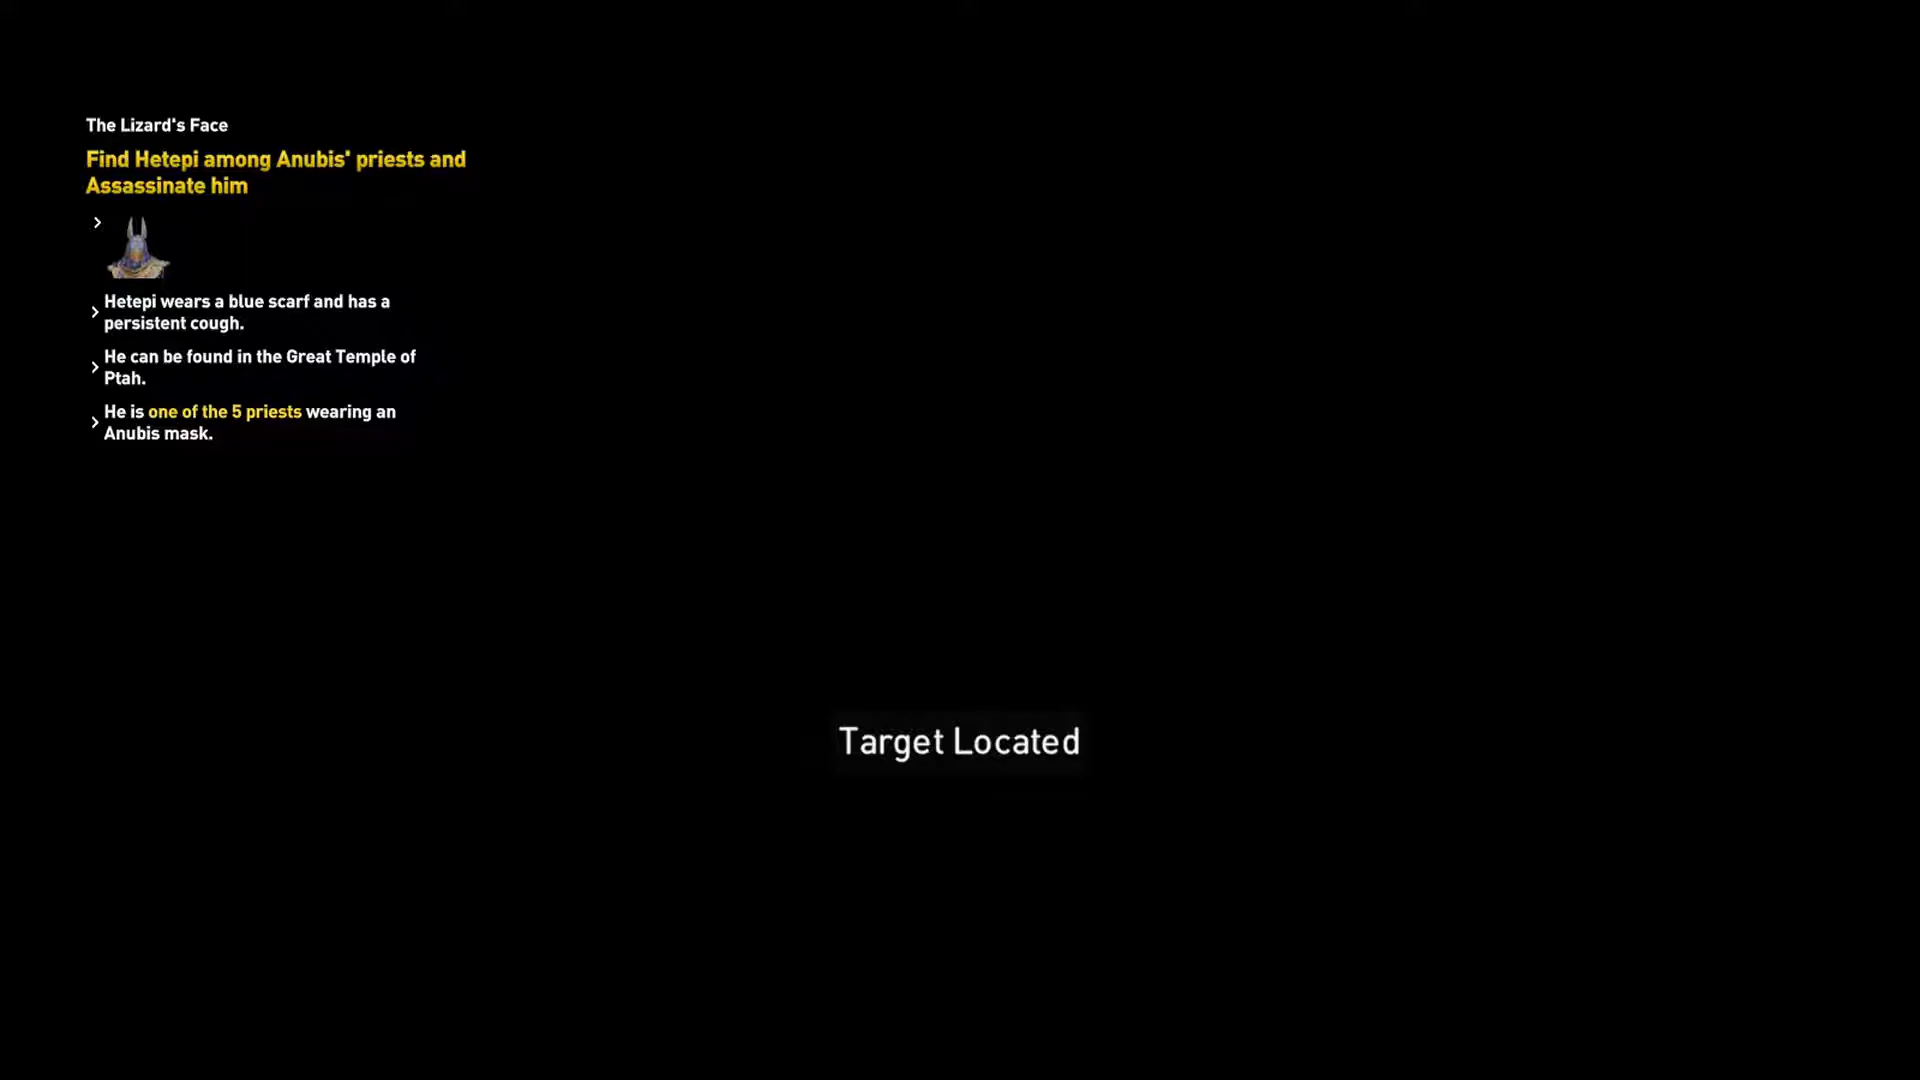 The Lizard's Face
Find Hetepi among Anubis' priests and
Assassinate him
Hetepi wears a blue scarf and has a
persistent cough.
He can be found in the Great Temple of
Ptah.
He is one of the 5 priests wearing an
Anubis mask.
Target Located